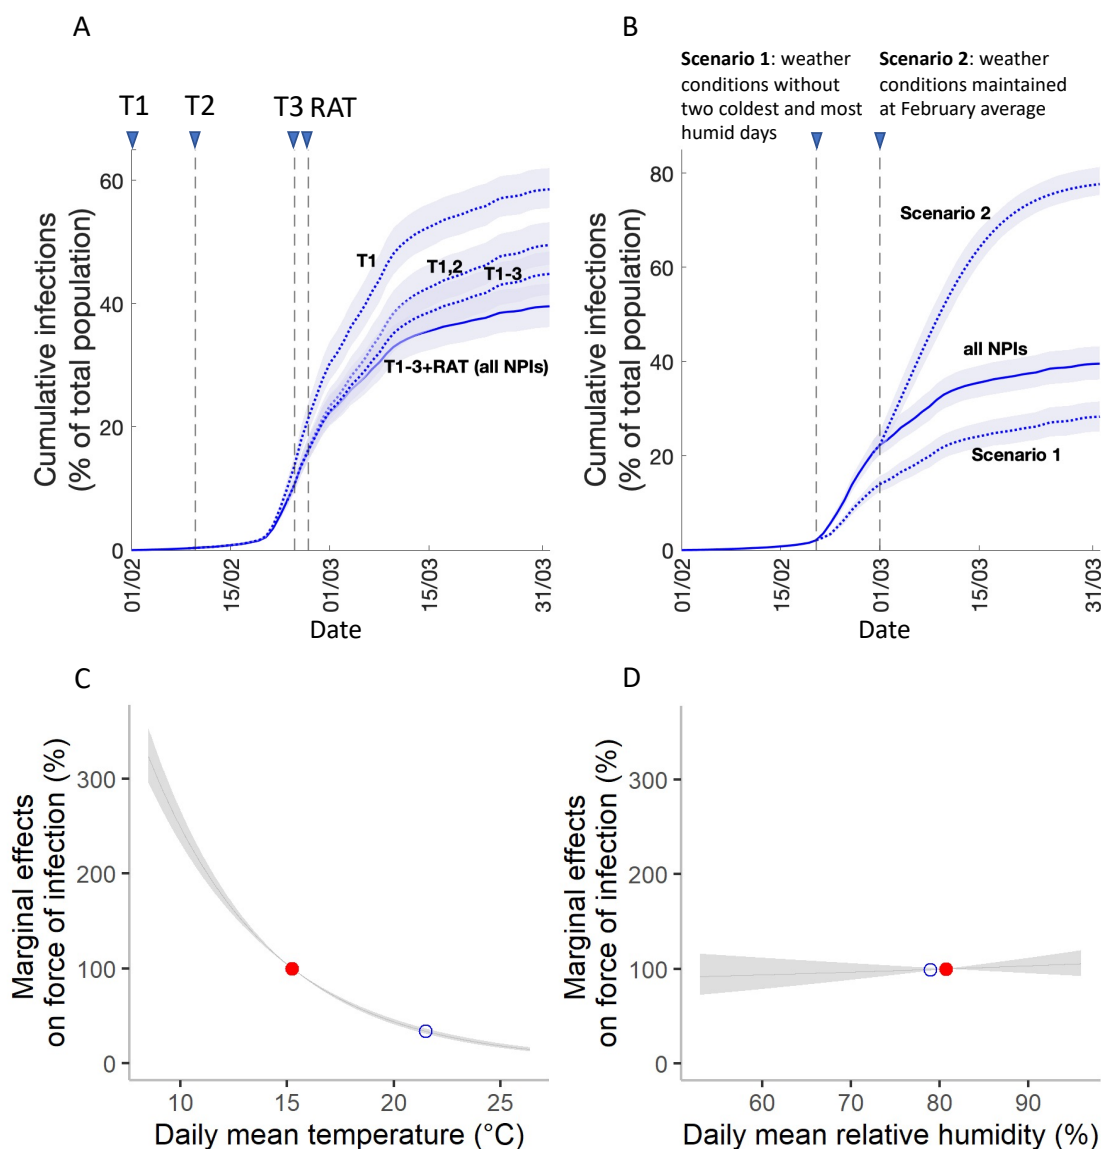 A
T1
T2
T3 RAT
60
40
20
0
Cumulative infections
(% of total population)
T1
T1,2
T1-3
T1-3+RAT (all NPIs)
01/02
15/02
01/03
15/03
31/03
Date
B
Scenario 1: weather
conditions without
two coldest and most
humid days
Scenario 2: weather
conditions maintained
at February average
80
60
40
20
0
Cumulative infections
(% of total population)
Scenario 2
all NPIs
Scenario 1
01/02
15/02
01/03
15/03
31/03
Date
C
300
200
100
0
Marginal effects
on force of infection (%)
10
15
20
25
Daily mean temperature (°C)
D
300
200
100
0
Marginal effects
on force of infection (%)
60
70
80
90
Daily mean relative humidity (%)